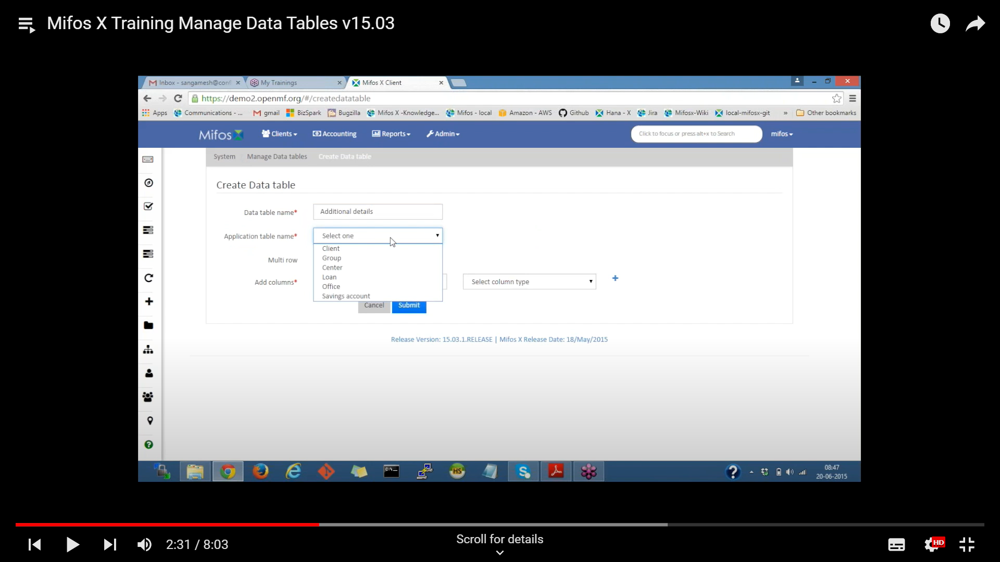 Mifos X Training Manage Data Tables v15.03
Inbox - sangamesh@conf
My Trainings
Mifos X Client
https://demo2.openmf.org/#/createdatatable
Apps
Communications - ...
gmail
BizSpark
Bugzilla
Mifos X -Knowledge...
Mifos - local
Amazon - AWS
Github
Hana - X
Jira
Mifosx-Wiki
local-mifosx-git
»
Other bookmarks
Mifos
Clients
Accounting
Reports
Admin
Click to focus or press alt+x to Search
mifos
System
Manage Data tables
Create Data table
Create Data table
Data table name*
Additional details
Application table name*
Select one
Client
Group
Center
Loan
Office
Savings account
Multi row
Add columns*
Select column type
Cancel
Submit
Release Version: 15.03.1.RELEASE | Mifos X Release Date: 18/May/2015
C:\._
HS
08:47
20-06-2015
2:31 / 8:03
Scroll for details
HD